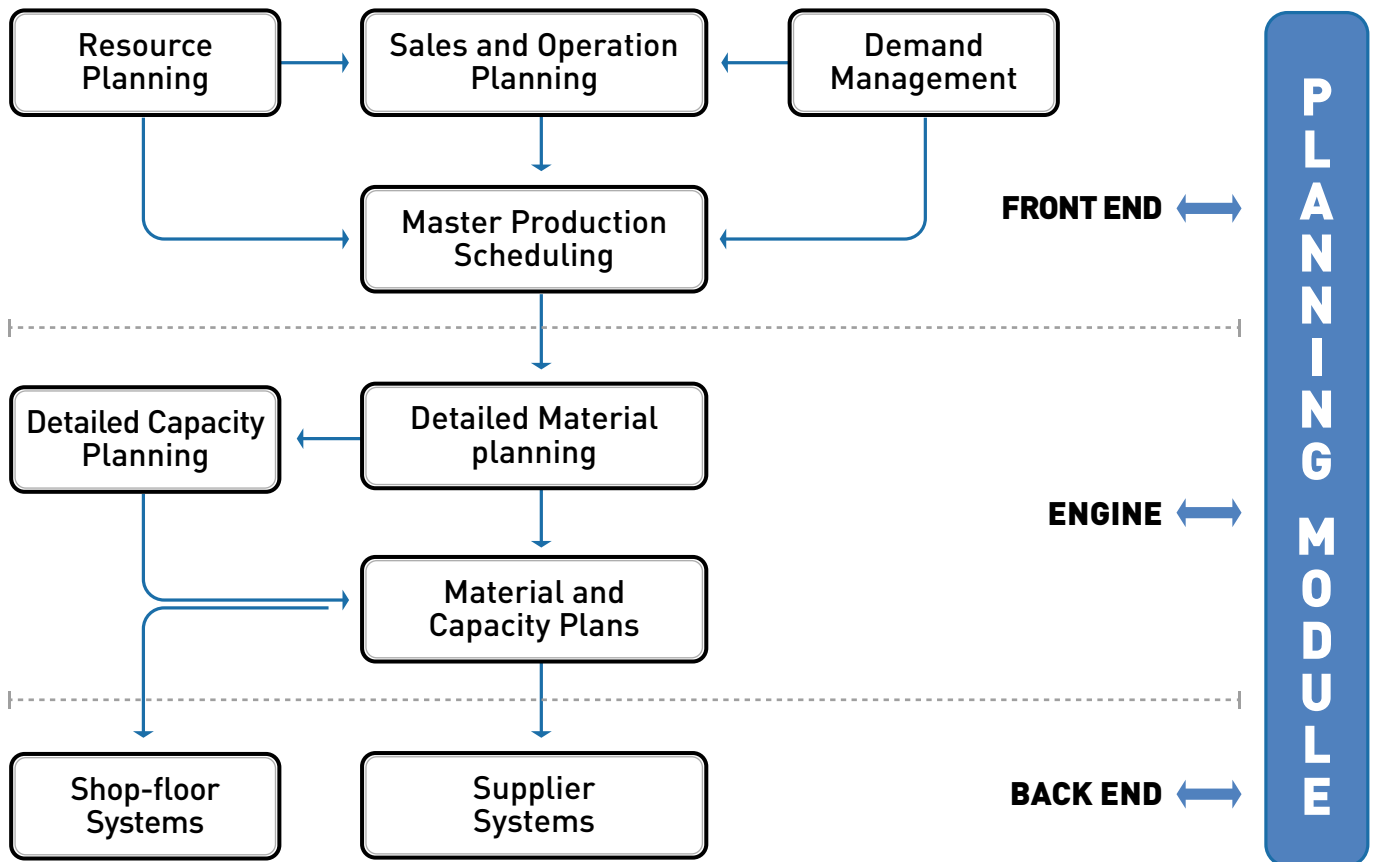 Resource
Planning
Sales and Operation
Planning
Demand
Management
Master Production
Scheduling
FRONT END
Detailed Capacity
Planning
Detailed Material
planning
ENGINE
Material and
Capacity Plans
Shop-floor
Systems
Supplier
Systems
BACK END
PLANNING MODULE